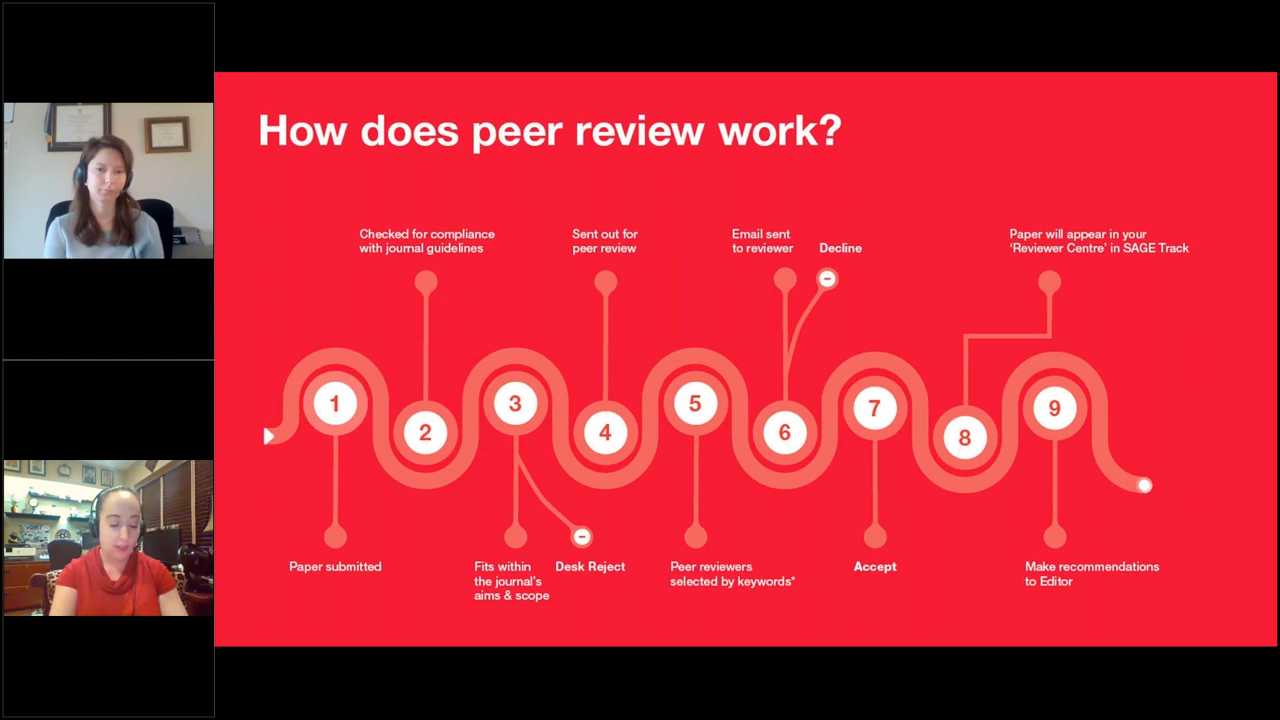 How does peer review work?
Checked for compliance
with journal guidelines
Sent out for
peer review
Email sent
to reviewer
Decline
Paper will appear in your
‘Reviewer Centre’ in SAGE Track
1
2
3
4
5
6
7
8
9
Paper submitted
Fits within
the journal’s
aims & scope
Desk Reject
Peer reviewers
selected by keywords*
Accept
Make recommendations
to Editor